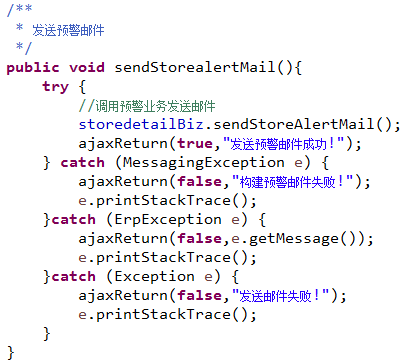 /**
 * 发送预警邮件
 */
public void sendStorealertMail(){
    try {
        //调用预警业务发送邮件
        storedetailBiz.sendStoreAlertMail();
        ajaxReturn(true,"发送预警邮件成功!");
    } catch (MessagingException e) {
        ajaxReturn(false,"构建预警邮件失败!");
        e.printStackTrace();
    }catch (ErpException e) {
        ajaxReturn(false,e.getMessage());
        e.printStackTrace();
    }catch (Exception e) {
        ajaxReturn(false,"发送邮件失败!");
        e.printStackTrace();
    }
}